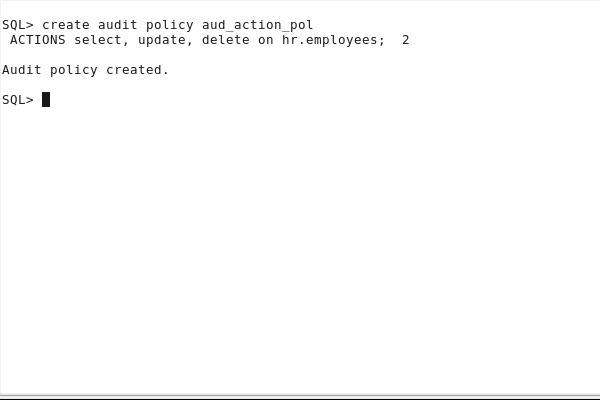 SQL> create audit policy aud_action_pol
ACTIONS select, update, delete on hr.employees;  2
Audit policy created.
SQL>